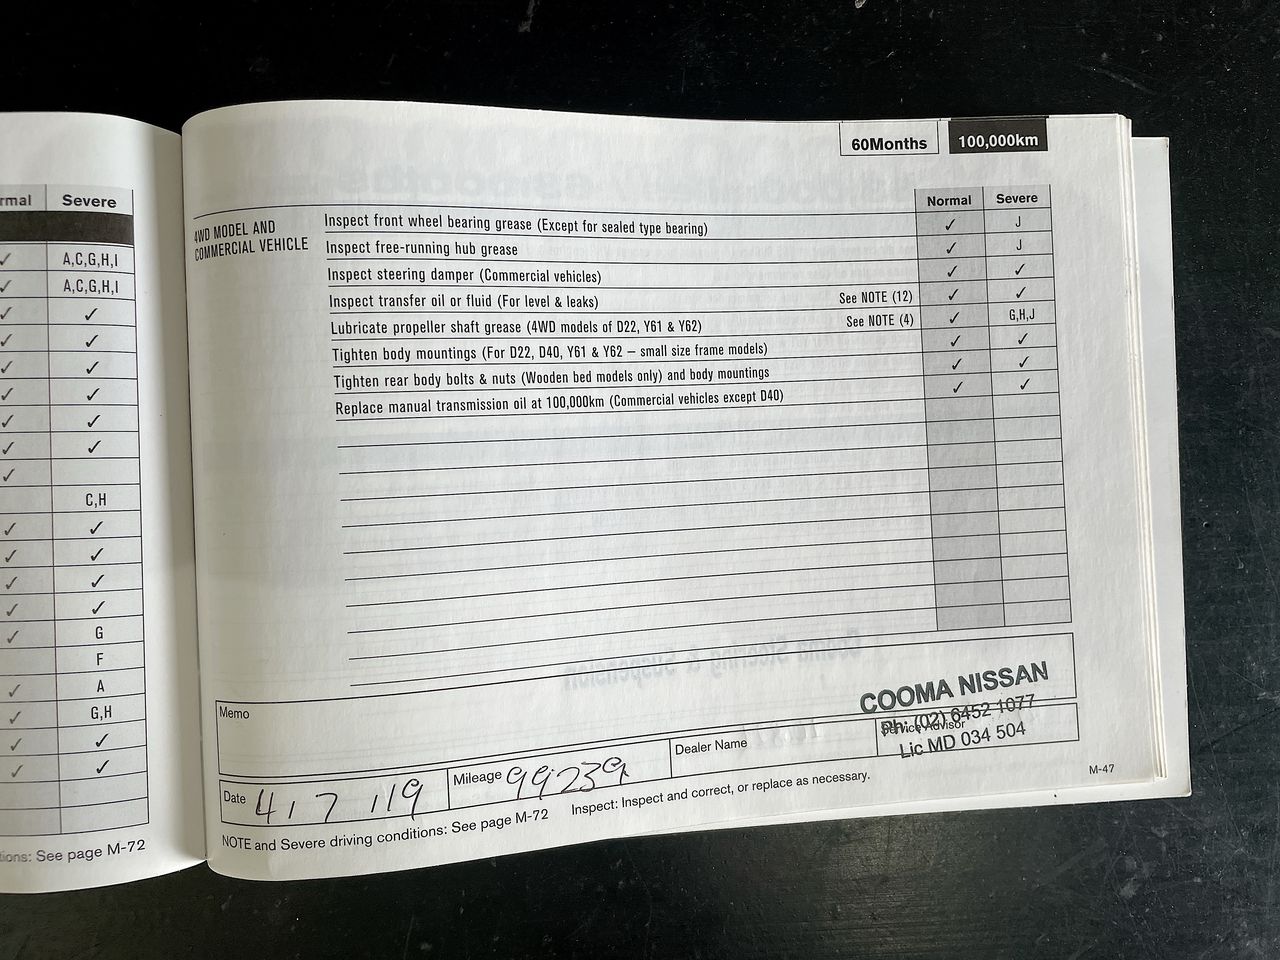 rmal Severe
✓ A,C,G,H,I
✓ A,C,G,H,I
✓ ✓
✓ ✓
✓ ✓
✓ ✓
✓ ✓
✓ ✓
✓
C,H
✓ ✓
✓ ✓
✓ ✓
✓ ✓
✓ G
F
✓ A
✓ G,H
✓ ✓
✓ ✓
ions: See page M-72
60Months 100,000km
Normal Severe
4WD MODEL AND
COMMERCIAL VEHICLE
Inspect front wheel bearing grease (Except for sealed type bearing) ✓ J
Inspect free-running hub grease ✓ J
Inspect steering damper (Commercial vehicles) ✓ ✓
Inspect transfer oil or fluid (For level & leaks) See NOTE (12) ✓ ✓
Lubricate propeller shaft grease (4WD models of D22, Y61 & Y62) See NOTE (4) ✓ G,H,J
Tighten body mountings (For D22, D40, Y61 & Y62 – small size frame models) ✓ ✓
Tighten rear body bolts & nuts (Wooden bed models only) and body mountings ✓ ✓
Replace manual transmission oil at 100,000km (Commercial vehicles except D40) ✓ ✓
Memo
COOMA NISSAN
Ph: (02) 6452 1077
Lic MD 034 504
Date 4 / 7 / 19 Mileage 99239 Dealer Name Service Advisor
NOTE and Severe driving conditions: See page M-72 Inspect: Inspect and correct, or replace as necessary.
M-47